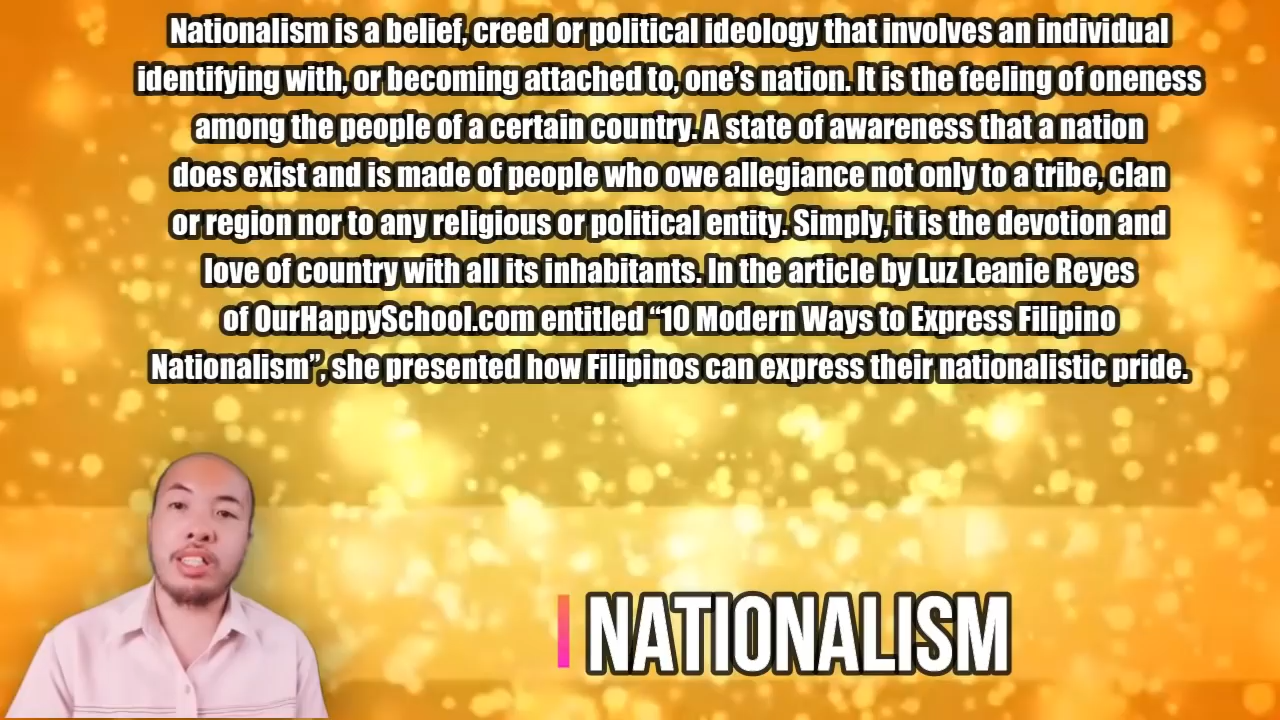 Nationalism is a belief, creed or political ideology that involves an individual
identifying with, or becoming attached to, one’s nation. It is the feeling of oneness
among the people of a certain country. A state of awareness that a nation
does exist and is made of people who owe allegiance not only to a tribe, clan
or region nor to any religious or political entity. Simply, it is the devotion and
love of country with all its inhabitants. In the article by Luz Leanie Reyes
of OurHappySchool.com entitled “10 Modern Ways to Express Filipino
Nationalism”, she presented how Filipinos can express their nationalistic pride.
NATIONALISM